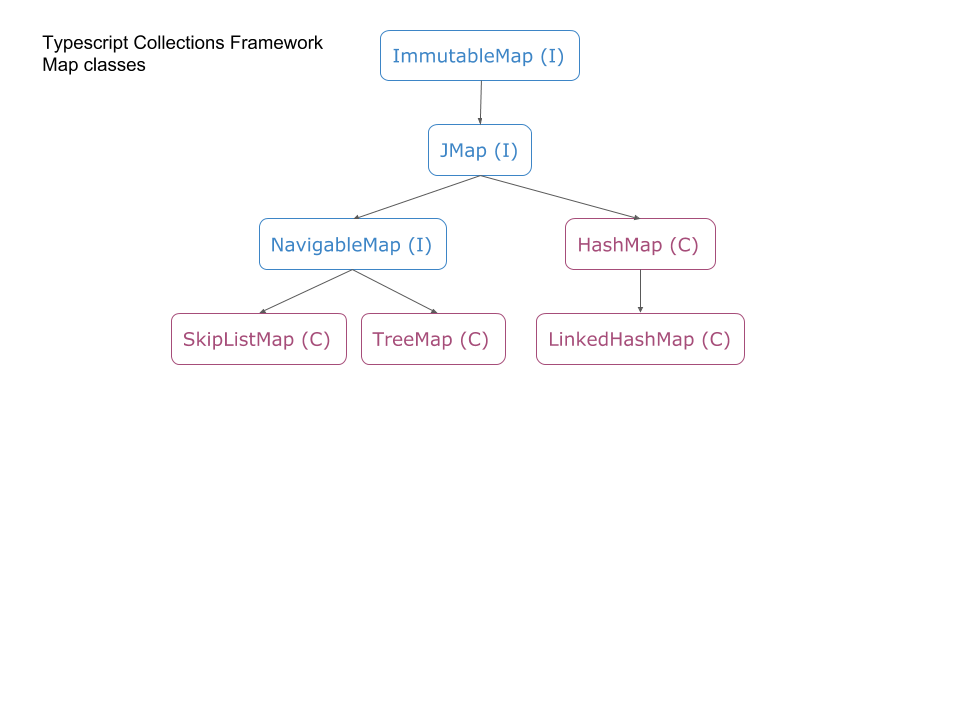 Typescript Collections Framework
Map classes
ImmutableMap (I)
JMap (I)
NavigableMap (I)
HashMap (C)
SkipListMap (C)
TreeMap (C)
LinkedHashMap (C)